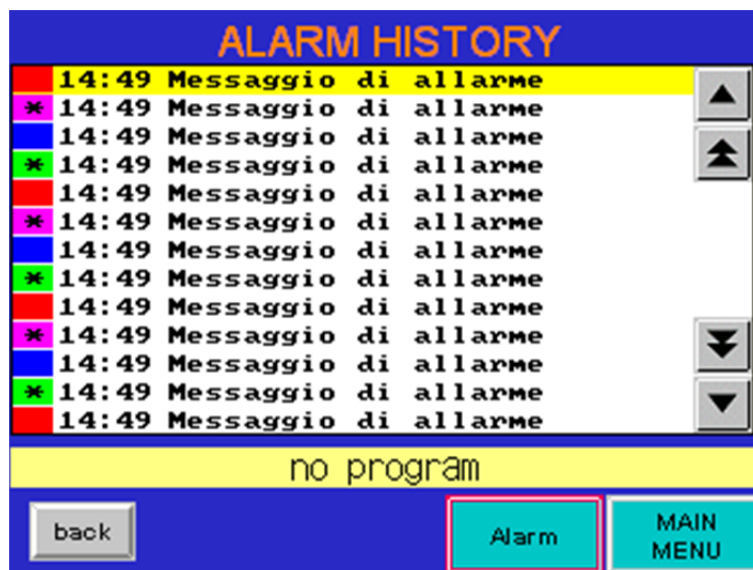 ALARM HISTORY
14:49 Messaggio di allarme
* 14:49 Messaggio di allarme
14:49 Messaggio di allarme
* 14:49 Messaggio di allarme
14:49 Messaggio di allarme
* 14:49 Messaggio di allarme
14:49 Messaggio di allarme
* 14:49 Messaggio di allarme
14:49 Messaggio di allarme
* 14:49 Messaggio di allarme
14:49 Messaggio di allarme
* 14:49 Messaggio di allarme
14:49 Messaggio di allarme
no program
back
Alarm
MAIN
MENU